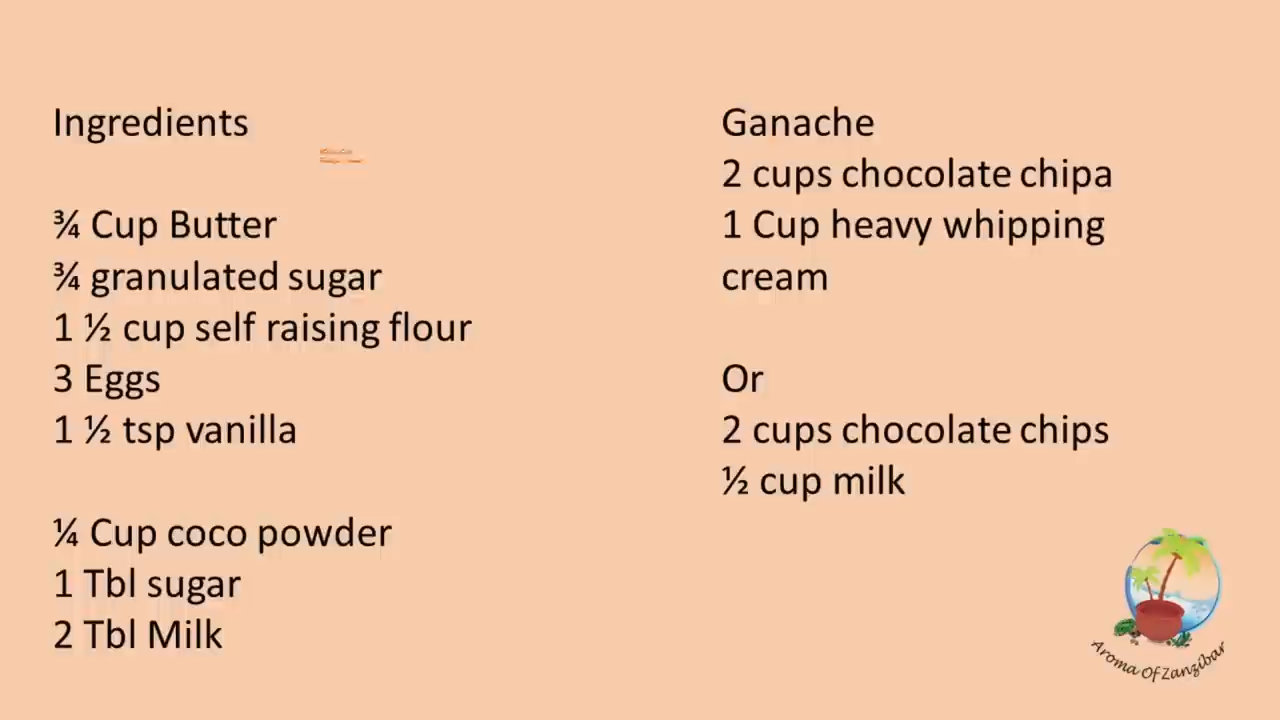 Ingredients
¾ Cup Butter
¾ granulated sugar
1 ½ cup self raising flour
3 Eggs
1 ½ tsp vanilla
¼ Cup coco powder
1 Tbl sugar
2 Tbl Milk
Ganache
2 cups chocolate chipa
1 Cup heavy whipping
cream
Or
2 cups chocolate chips
½ cup milk
Aroma Of Zanzibar